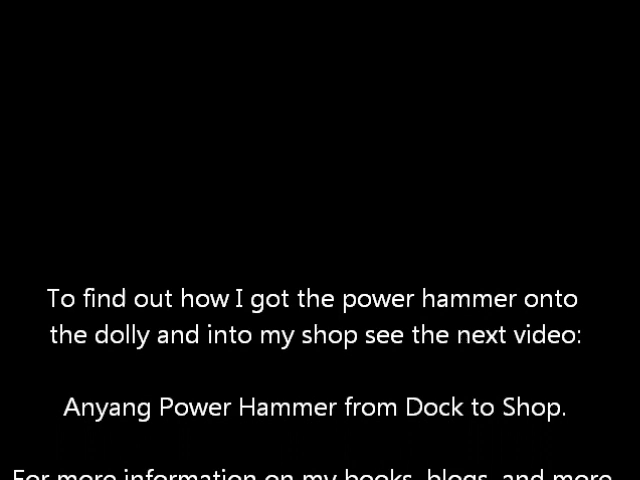 To find out how I got the power hammer onto
the dolly and into my shop see the next video:
Anyang Power Hammer from Dock to Shop.
For more information on my books, blogs, and more